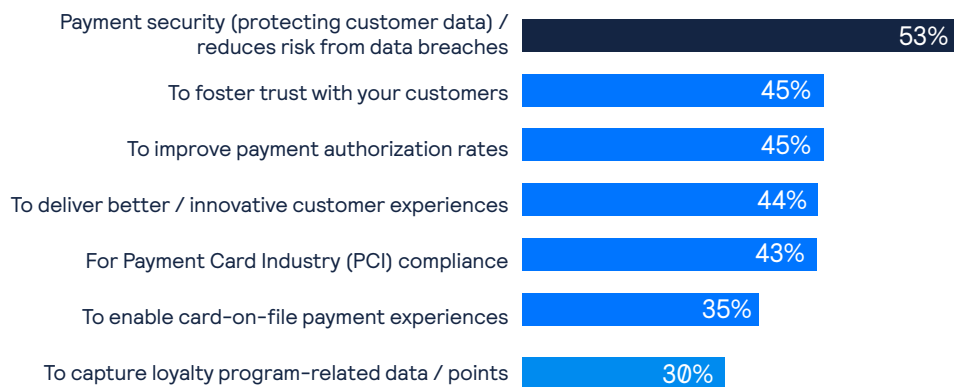 Payment security (protecting customer data) /
reduces risk from data breaches
53%
To foster trust with your customers
45%
To improve payment authorization rates
45%
To deliver better / innovative customer experiences
44%
For Payment Card Industry (PCI) compliance
43%
To enable card-on-file payment experiences
35%
To capture loyalty program-related data / points
30%